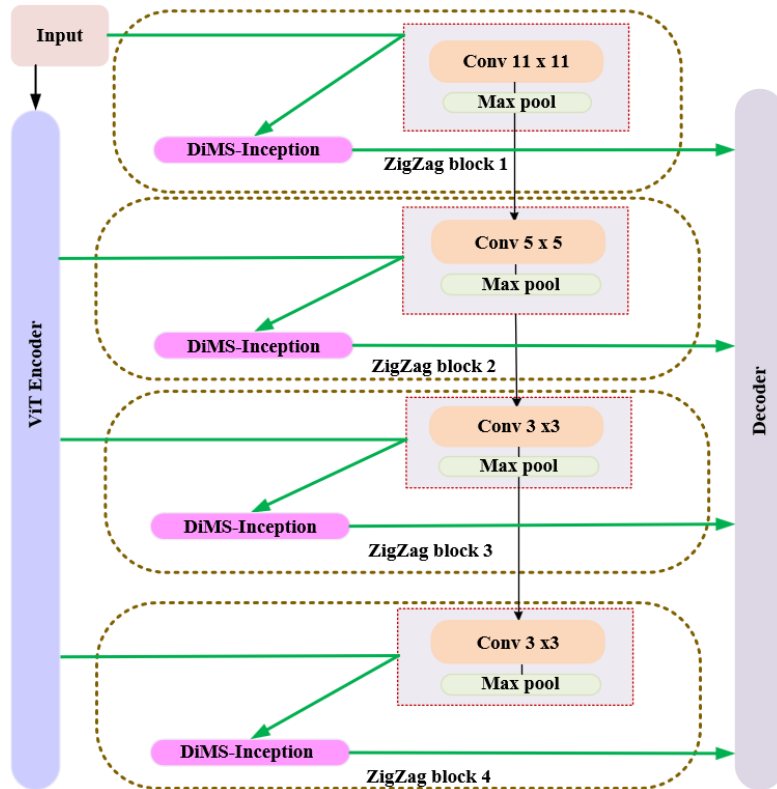 Input
Conv 11 x 11
Max pool
DiMS-Inception
ZigZag block 1
Conv 5 x 5
Max pool
DiMS-Inception
ZigZag block 2
ViT Encoder
Decoder
Conv 3 x3
Max pool
DiMS-Inception
ZigZag block 3
Conv 3 x3
Max pool
DiMS-Inception
ZigZag block 4